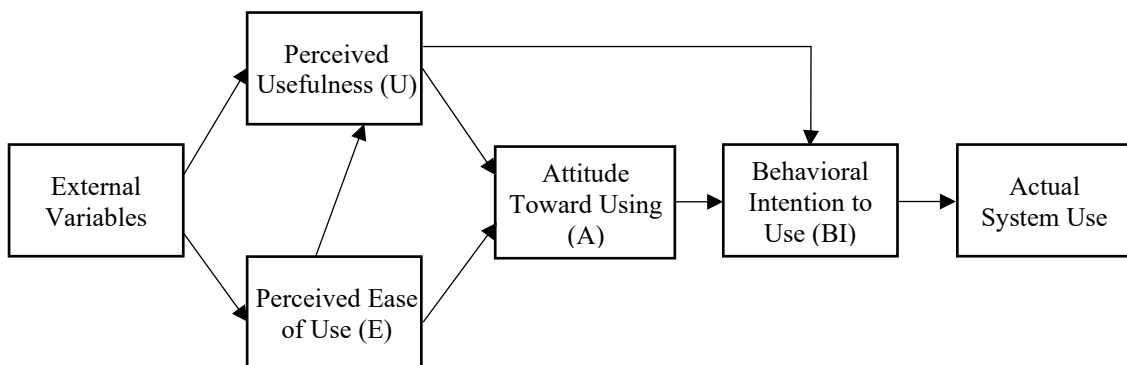 Perceived
Usefulness (U)
External
Variables
Perceived Ease
of Use (E)
Attitude
Toward Using
(A)
Behavioral
Intention to
Use (BI)
Actual
System Use